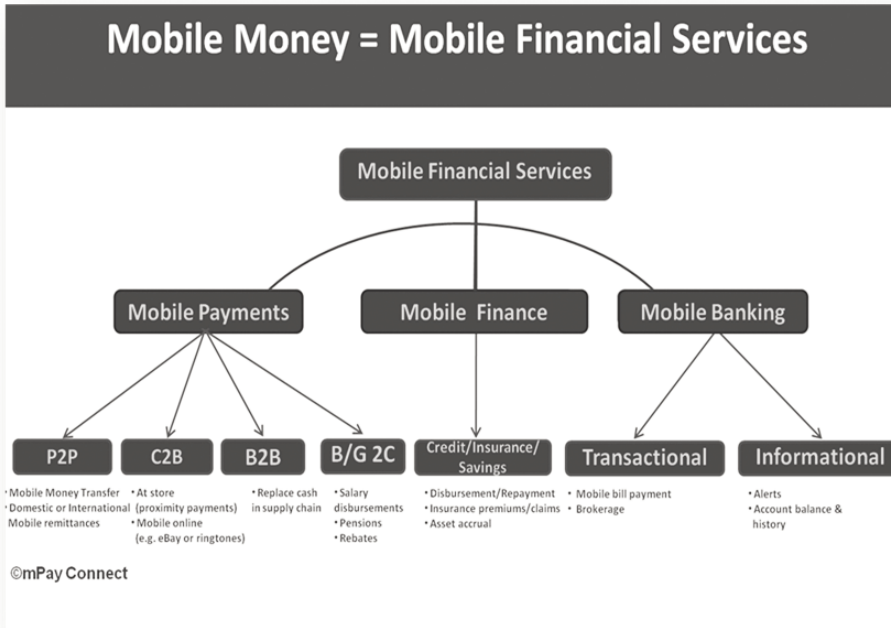 Mobile Money = Mobile Financial Services
Mobile Financial Services
Mobile Payments
Mobile Finance
Mobile Banking
P2P
C2B
B2B
B/G 2C
Credit/Insurance/
Savings
Transactional
Informational
• Mobile Money Transfer
• Domestic or International
Mobile remittances
• At store
(proximity payments)
• Mobile online
(e.g. eBay or ringtones)
• Replace cash
in supply chain
• Salary
disbursements
• Pensions
• Rebates
• Disbursement/Repayment
• Insurance premiums/claims
• Asset accrual
• Mobile bill payment
• Brokerage
• Alerts
• Account balance &
history
©mPay Connect